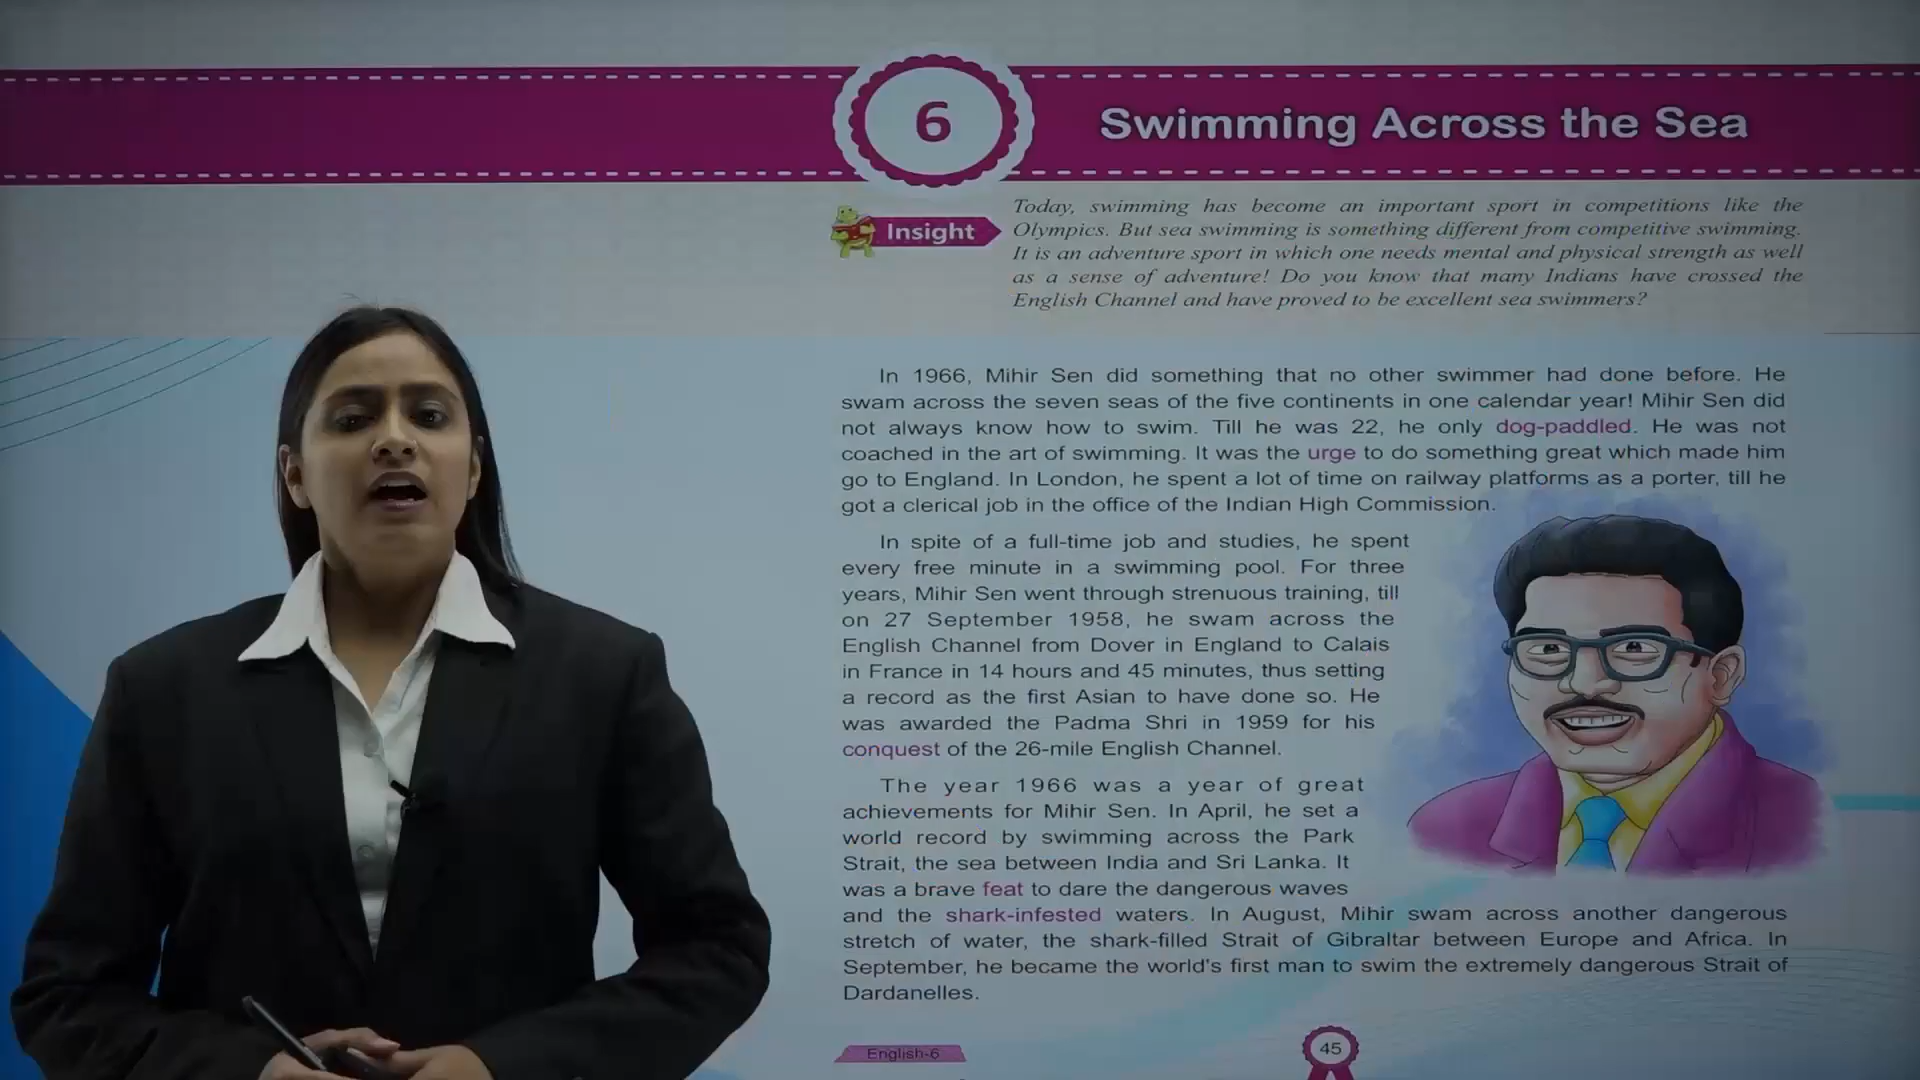 6
Swimming Across the Sea
Insight
Today, swimming has become an important sport in competitions like the
Olympics. But sea swimming is something different from competitive swimming.
It is an adventure sport in which one needs mental and physical strength as well
as a sense of adventure! Do you know that many Indians have crossed the
English Channel and have proved to be excellent sea swimmers?
In 1966, Mihir Sen did something that no other swimmer had done before. He
swam across the seven seas of the five continents in one calendar year! Mihir Sen did
not always know how to swim. Till he was 22, he only dog-paddled. He was not
coached in the art of swimming. It was the urge to do something great which made him
go to England. In London, he spent a lot of time on railway platforms as a porter, till he
got a clerical job in the office of the Indian High Commission.
In spite of a full-time job and studies, he spent
every free minute in a swimming pool. For three
years, Mihir Sen went through strenuous training, till
on 27 September 1958, he swam across the
English Channel from Dover in England to Calais
in France in 14 hours and 45 minutes, thus setting
a record as the first Asian to have done so. He
was awarded the Padma Shri in 1959 for his
conquest of the 26-mile English Channel.
The year 1966 was a year of great
achievements for Mihir Sen. In April, he set a
world record by swimming across the Park
Strait, the sea between India and Sri Lanka. It
was a brave feat to dare the dangerous waves
and the shark-infested waters. In August, Mihir swam across another dangerous
stretch of water, the shark-filled Strait of Gibraltar between Europe and Africa. In
September, he became the world's first man to swim the extremely dangerous Strait of
Dardanelles.
English-6
45